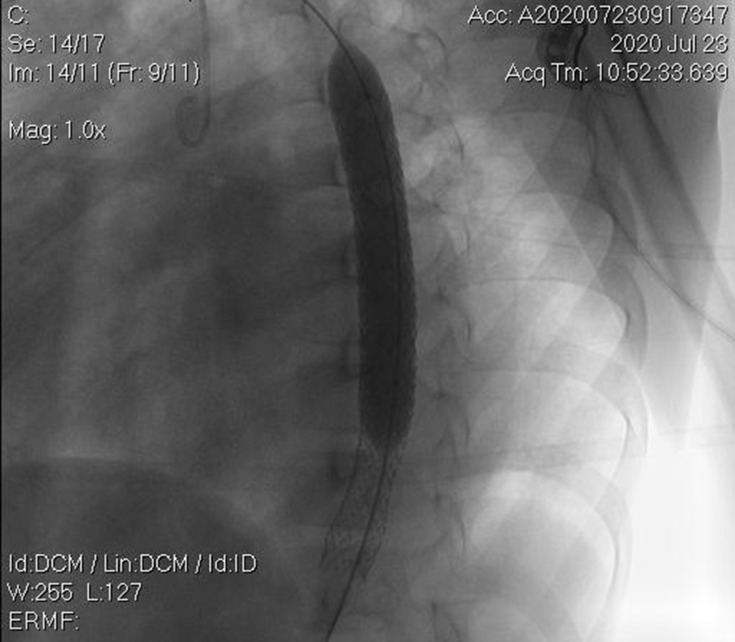 C:
Se: 14/17
Im: 14/11 (Fr: 9/11)
Mag: 1.0x
Acc: A202007230917347
2020 Jul 23
Acq Tm: 10:52:33.639
Id:DCM / Lin:DCM / Id:ID
W:255 L:127
ERMF: